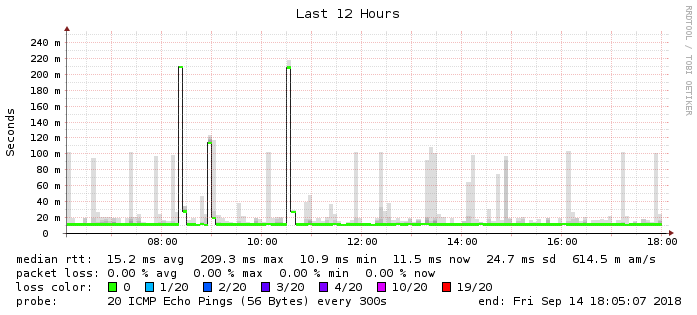 Last 12 Hours
RRDTOOL / TOBI OETIKER
Seconds
240 m
220 m
200 m
180 m
160 m
140 m
120 m
100 m
80 m
60 m
40 m
20 m
0
08:00 10:00 12:00 14:00 16:00 18:00
median rtt: 15.2 ms avg 209.3 ms max 10.9 ms min 11.5 ms now 24.7 ms sd 614.5 m am/s
packet loss: 0.00 % avg 0.00 % max 0.00 % min 0.00 % now
loss color: 0 1/20 2/20 3/20 4/20 10/20 19/20
probe: 20 ICMP Echo Pings (56 Bytes) every 300s end: Fri Sep 14 18:05:07 2018